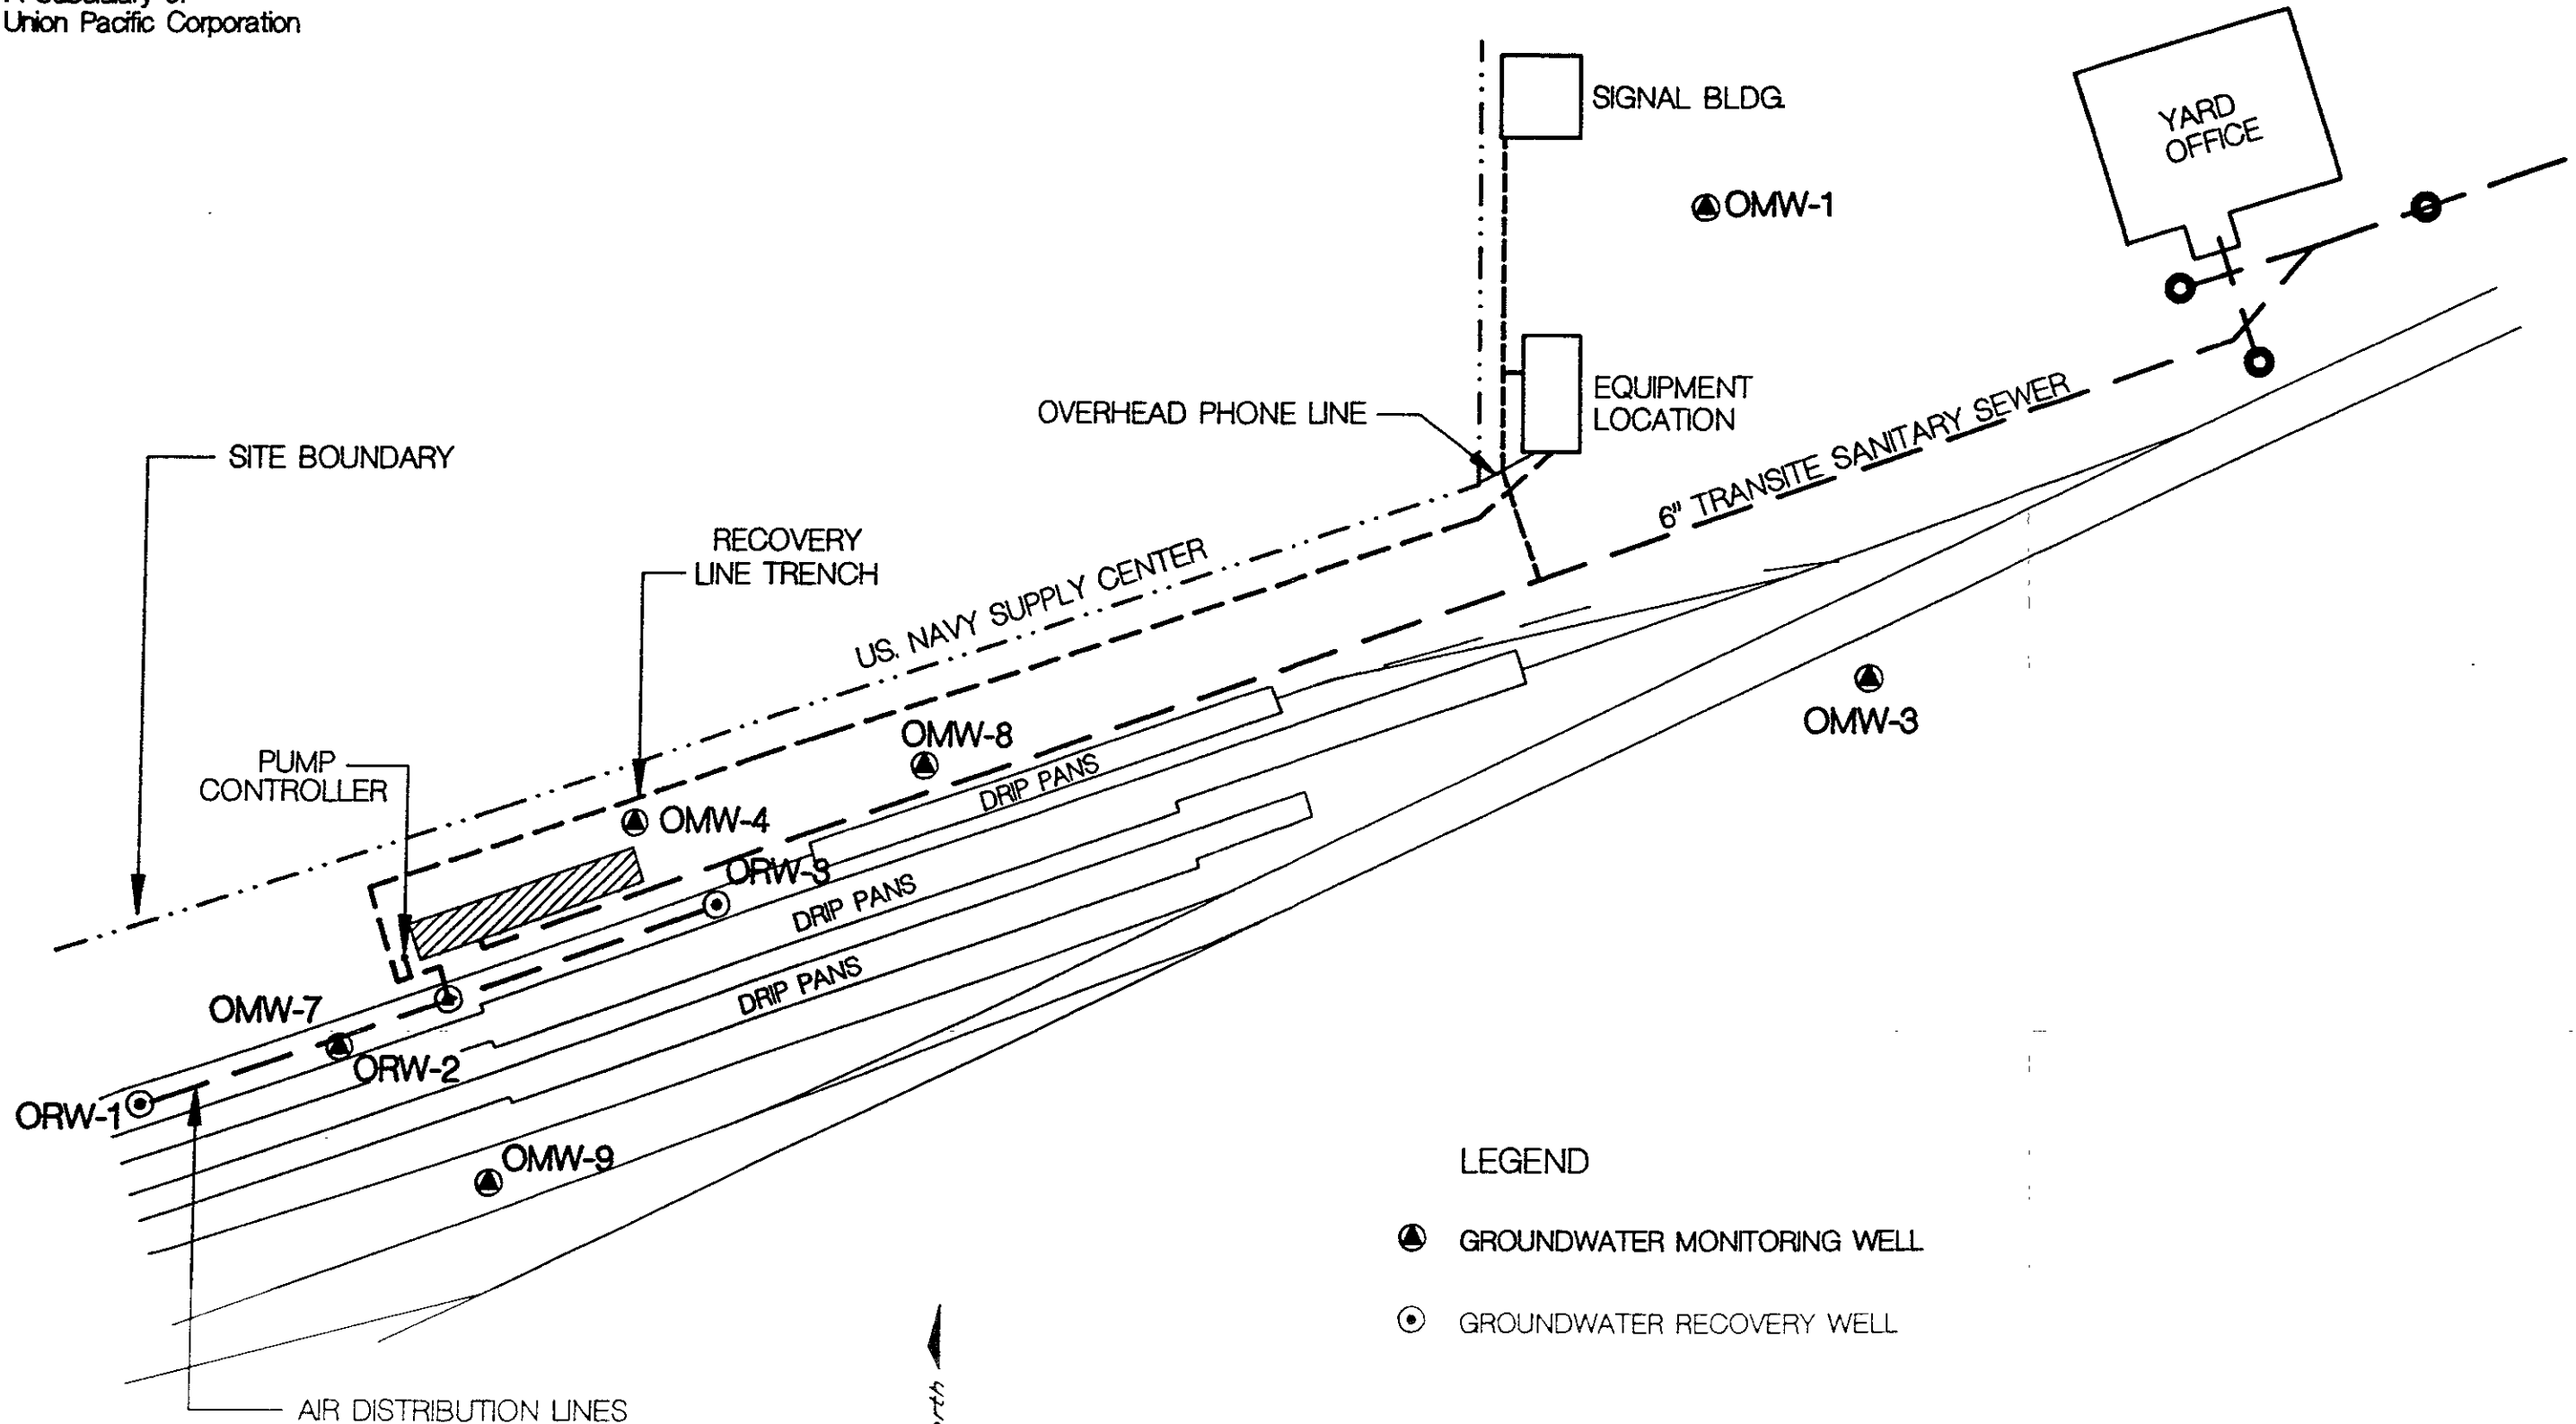 Union Pacific Corporation
SIGNAL BLDG.
YARD
OFFICE
OMW-1
EQUIPMENT
LOCATION
OVERHEAD PHONE LINE
SITE BOUNDARY
6" TRANSITE SANITARY SEWER
RECOVERY
LINE TRENCH
U.S. NAVY SUPPLY CENTER
OMW-3
OMW-8
PUMP
CONTROLLER
DRIP PANS
OMW-4
ORW-3
DRIP PANS
DRIP PANS
OMW-7
ORW-2
ORW-1
OMW-9
LEGEND
GROUNDWATER MONITORING WELL
GROUNDWATER RECOVERY WELL
AIR DISTRIBUTION LINES